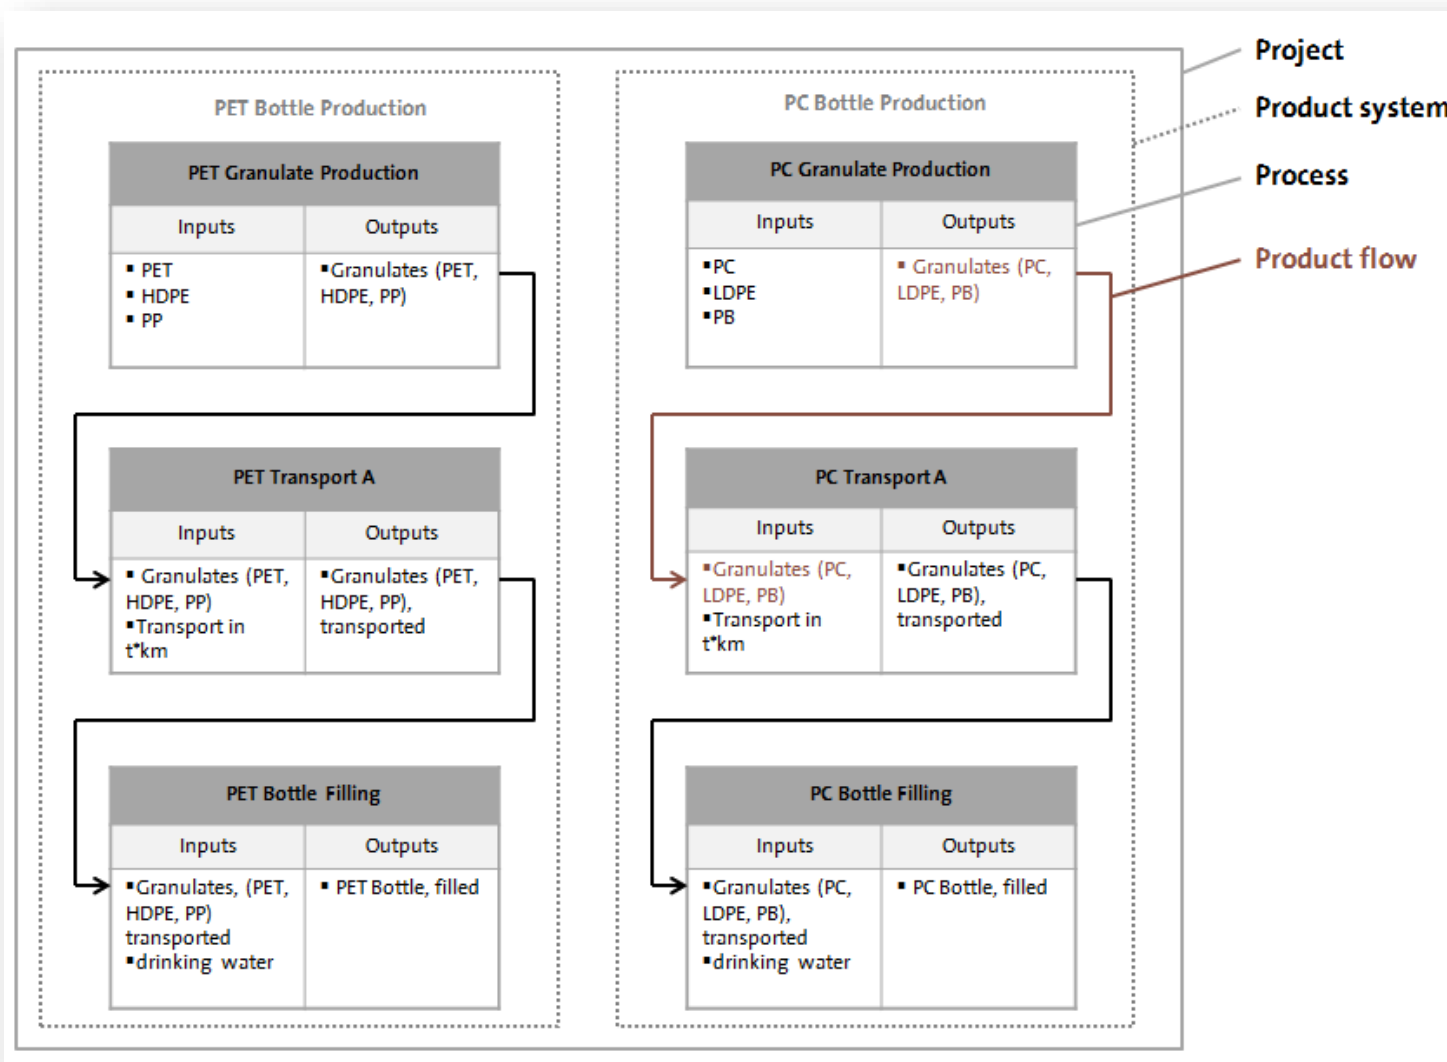 Project
Product system
Process
Product flow
PET Bottle Production
PET Granulate Production
Inputs
Outputs
▪ PET
▪ HDPE
▪ PP
▪Granulates (PET,
HDPE, PP)
PET Transport A
Inputs
Outputs
▪ Granulates (PET,
HDPE, PP)
▪Transport in
t*km
▪Granulates (PET,
HDPE, PP),
transported
PET Bottle Filling
Inputs
Outputs
▪Granulates, (PET,
HDPE, PP)
transported
▪drinking water
▪ PET Bottle, filled
PC Bottle Production
PC Granulate Production
Inputs
Outputs
▪PC
▪LDPE
▪PB
▪ Granulates (PC,
LDPE, PB)
PC Transport A
Inputs
Outputs
▪Granulates (PC,
LDPE, PB)
▪Transport in
t*km
▪Granulates (PC,
LDPE, PB),
transported
PC Bottle Filling
Inputs
Outputs
▪Granulates (PC,
LDPE, PB),
transported
▪drinking water
▪ PC Bottle, filled